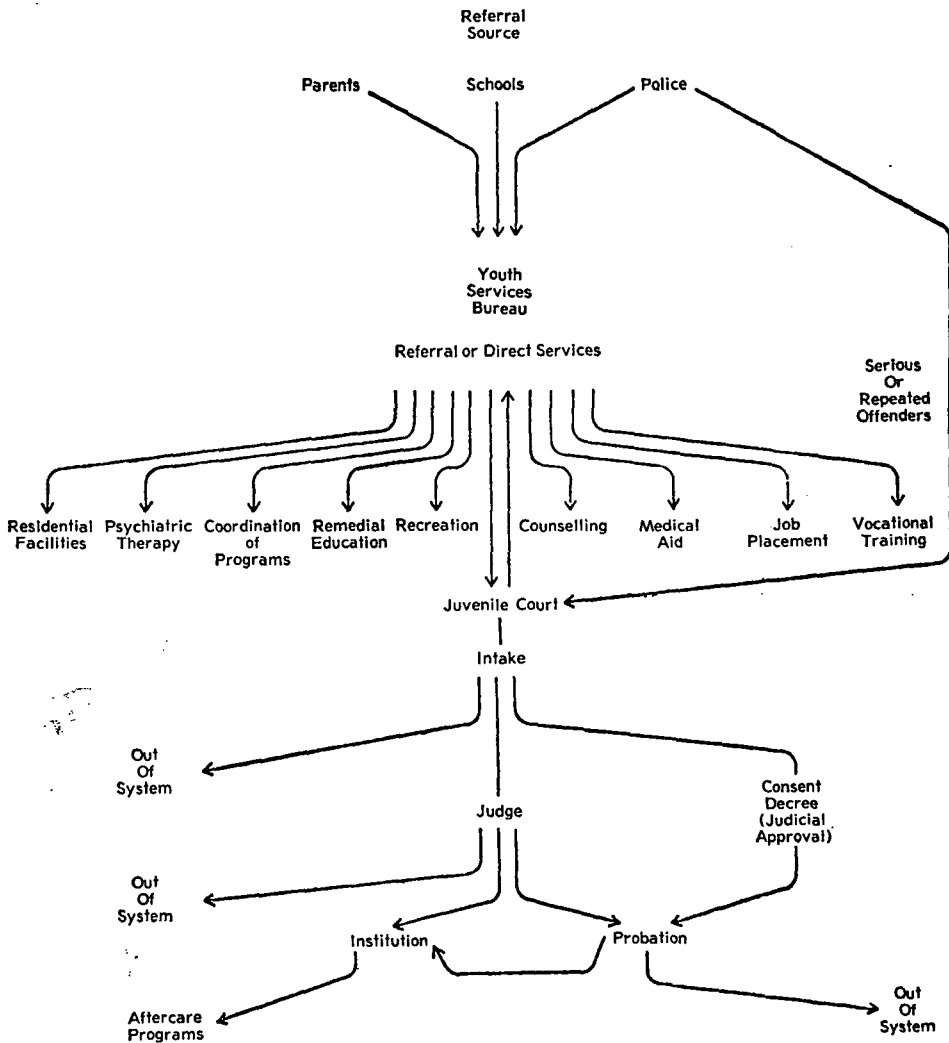 Referral
Source
Parents
Schools
Police
Youth
Services
Bureau
Referral or Direct Services
Serious
Or
Repeated
Offenders
Residential
Facilities
Psychiatric
Therapy
Coordination
of
Programs
Remedial
Education
Recreation
Counselling
Medical
Aid
Job
Placement
Vocational
Training
Juvenile Court
Intake
Out
Of
System
Consent
Decree
(Judicial
Approval)
Judge
Out
Of
System
Institution
Probation
Aftercare
Programs
Out
Of
System